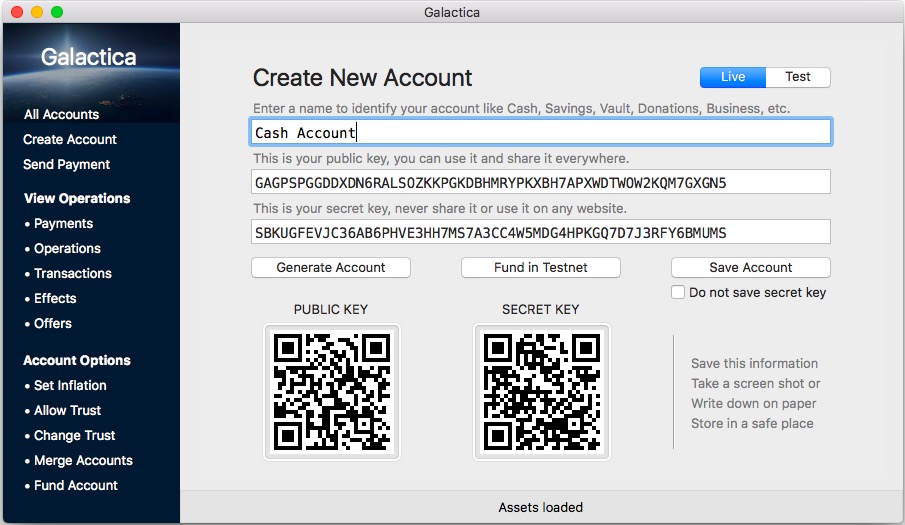 Galactica
Galactica
All Accounts
Create Account
Send Payment
View Operations
• Payments
• Operations
• Transactions
• Effects
• Offers
Account Options
• Set Inflation
• Allow Trust
• Change Trust
• Merge Accounts
• Fund Account
Create New Account
Live
Test
Enter a name to identify your account like Cash, Savings, Vault, Donations, Business, etc.
Cash Account
This is your public key, you can use it and share it everywhere.
GAGPSPGGDDXDN6RALSOZKKPGKDBHMRYPKXBH7APXWDTWOW2KQM7GXGN5
This is your secret key, never share it or use it on any website.
SBKUGFEVJC36AB6PHVE3HH7MS7A3CC4W5MDG4HPKGQ7D7J3RFY6BMUMS
Generate Account
Fund in Testnet
Save Account
Do not save secret key
PUBLIC KEY
SECRET KEY
Save this information
Take a screen shot or
Write down on paper
Store in a safe place
Assets loaded